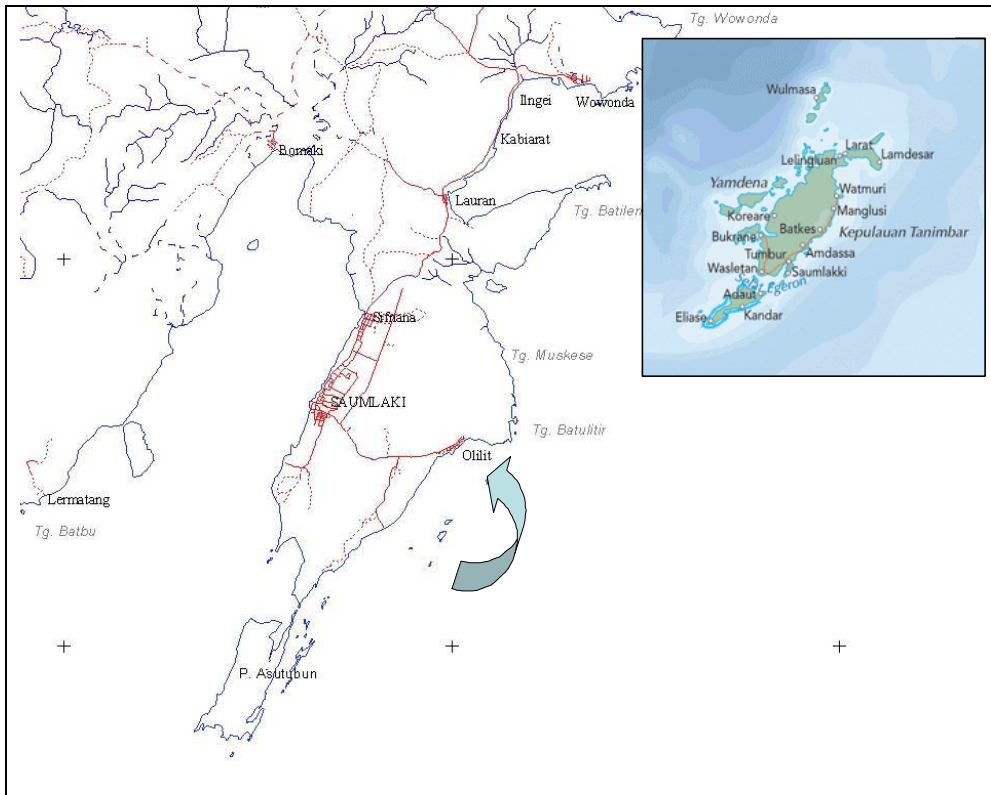 Tg. Wowonda
Ilngei
Wowonda
Kabiarat
Bomaki
Lauran
Tg. Batilen
Sifnana
Tg. Muskese
SAUMLAKI
Tg. Batulitir
Olilit
Lermatang
Tg. Batbu
P. Asutubun
Wulmasa
Larat
Lelingluan
Lamdesar
Yamdena
Watmuri
Koreare
Manglusi
Batkes
Kepulauan Tanimbar
Bukrane
Amdassa
Tumbur
Wasletan
Saumlakki
Selat Egeron
Adaut
Eliase
Kandar